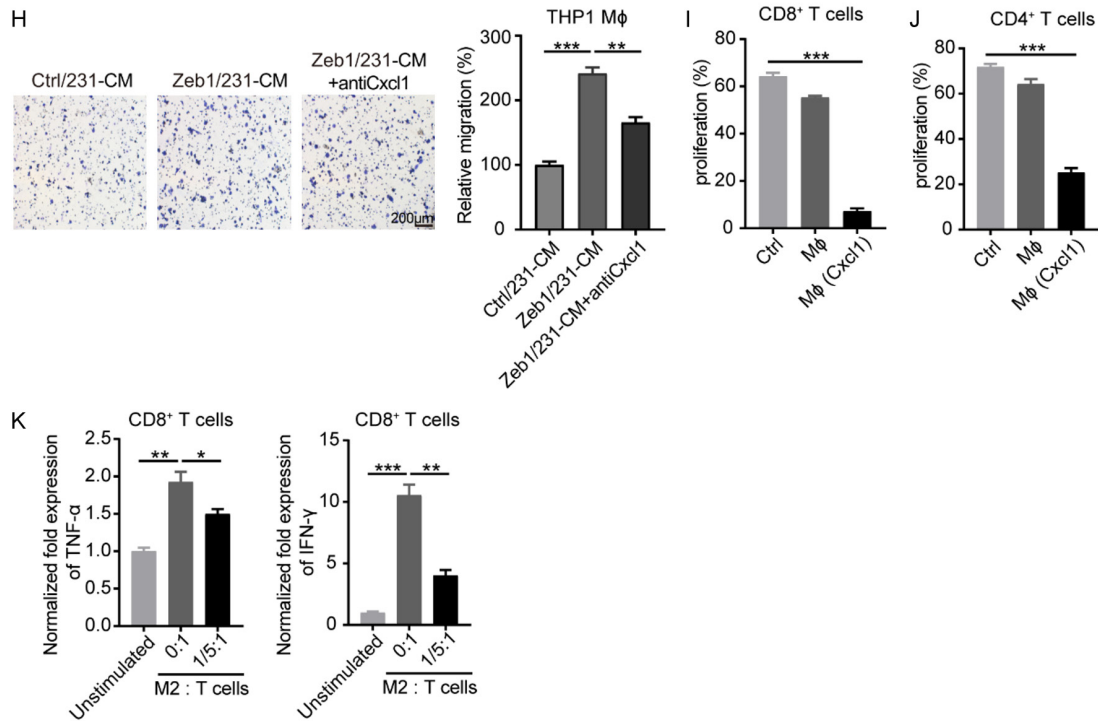 H
Ctrl/231-CM
Zeb1/231-CM
Zeb1/231-CM
+antiCxcl1
200μm
THP1 Mϕ
Relative migration (%)
300
200
100
0
***
**
Ctrl/231-CM
Zeb1/231-CM
Zeb1/231-CM+antiCxcl1
I
CD8⁺ T cells
proliferation (%)
80
60
40
20
0
***
Ctrl
Mϕ
Mϕ (Cxcl1)
J
CD4⁺ T cells
proliferation (%)
80
60
40
20
0
***
Ctrl
Mϕ
Mϕ (Cxcl1)
K
CD8⁺ T cells
Normalized fold expression
of TNF-α
2.5
2.0
1.5
1.0
0.5
0.0
**
*
Unstimulated
0:1
1/5:1
M2 : T cells
CD8⁺ T cells
Normalized fold expression
of IFN-γ
15
10
5
0
***
**
Unstimulated
0:1
1/5:1
M2 : T cells